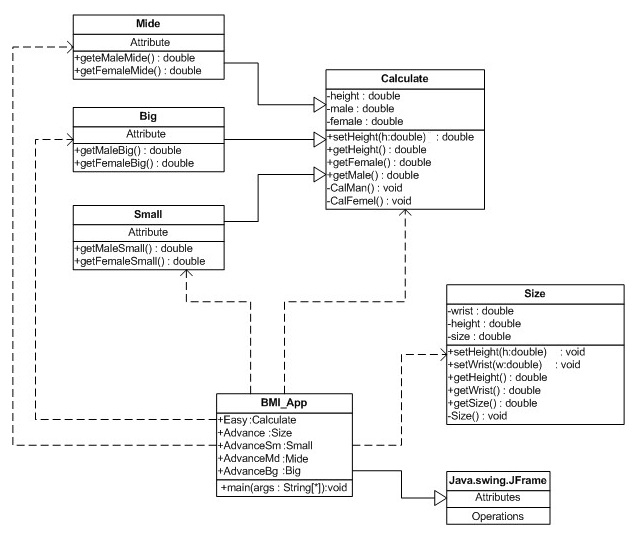 Mide
Attribute
+geteMaleMide() : double
+getFemaleMide() : double
Big
Attribute
+getMaleBig() : double
+getFemaleBig() : double
Small
Attribute
+getMaleSmall() : double
+getFemaleSmall() : double
Calculate
-height : double
-male : double
-female : double
+setHeight(h:double) : double
+getHeight() : double
+getFemale() : double
+getMale() : double
-CalMan() : void
-CalFemel() : void
Size
-wrist : double
-height : double
-size : double
+setHeight(h:double) : void
+setWrist(w:double) : void
+getHeight() : double
+getWrist() : double
+getSize() : double
-Size() : void
BMI_App
+Easy :Calculate
+Advance :Size
+AdvanceSm :Small
+AdvanceMd :Mide
+AdvanceBg :Big
+main(args : String[*]):void
Java.swing.JFrame
Attributes
Operations